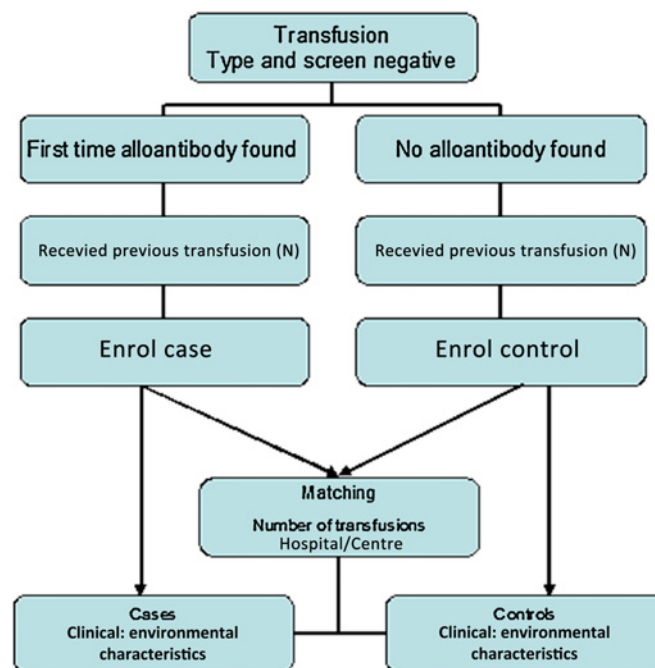 Transfusion
Type and screen negative
First time alloantibody found
No alloantibody found
Recevied previous transfusion (N)
Recevied previous transfusion (N)
Enrol case
Enrol control
Matching
Number of transfusions
Hospital/Centre
Cases
Clinical: environmental
characteristics
Controls
Clinical: environmental
characteristics